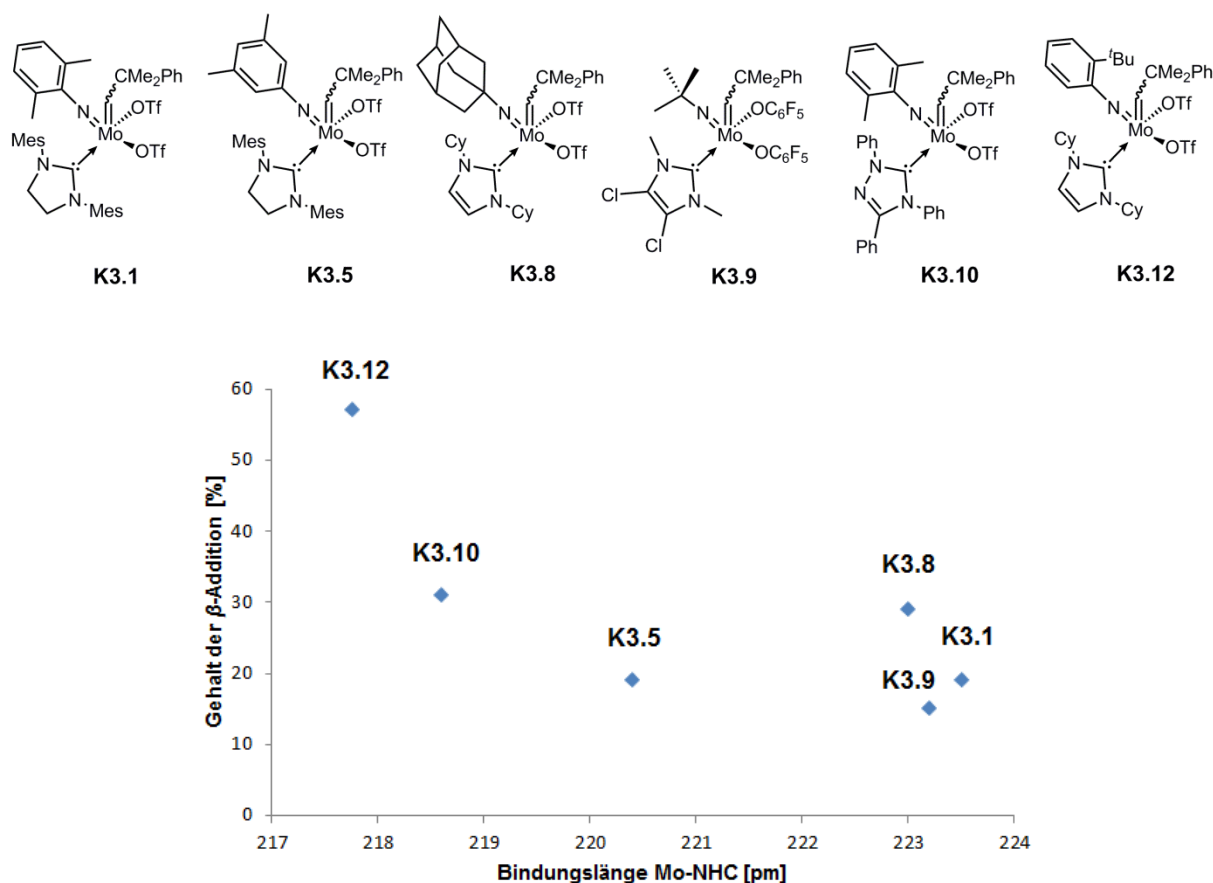 CMe2Ph
N
Mo
OTf
OTf
Mes
N
N
Mes
K3.1
CMe2Ph
N
Mo
OTf
OTf
Mes
N
N
Mes
K3.5
CMe2Ph
N
Mo
OTf
OTf
Cy
N
N
Cy
K3.8
CMe2Ph
N
Mo
OC6F5
OC6F5
N
N
Cl
Cl
K3.9
CMe2Ph
N
Mo
OTf
OTf
Ph
N
N
N
Ph
Ph
K3.10
tBu
CMe2Ph
N
Mo
OTf
OTf
Cy
N
N
Cy
K3.12
Gehalt der β-Addition [%]
60
50
40
30
20
10
0
K3.12
K3.10
K3.5
K3.8
K3.1
K3.9
217 218 219 220 221 222 223 224
Bindungslänge Mo-NHC [pm]